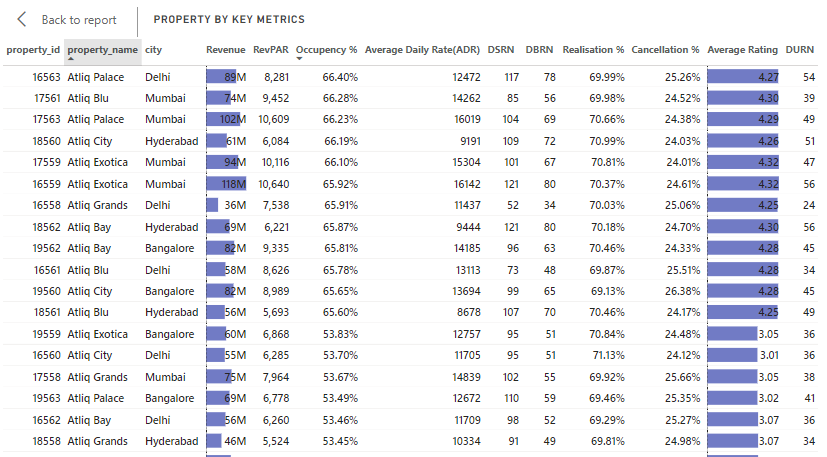 Back to report PROPERTY BY KEY METRICS
property_id property_name city Revenue RevPAR Occupancy % Average Daily Rate(ADR) DSRN DBRN Realisation % Cancellation % Average Rating DURN
16563 Atliq Palace Delhi 89M 8,281 66.40% 12472 117 78 69.99% 25.26% 4.27 54
17561 Atliq Blu Mumbai 74M 9,452 66.28% 14262 85 56 69.98% 24.52% 4.30 39
17563 Atliq Palace Mumbai 102M 10,609 66.23% 16019 104 69 70.66% 24.38% 4.29 49
18560 Atliq City Hyderabad 61M 6,084 66.19% 9191 109 72 70.99% 24.03% 4.26 51
17559 Atliq Exotica Mumbai 94M 10,116 66.10% 15304 101 67 70.81% 24.01% 4.32 47
16559 Atliq Exotica Mumbai 118M 10,640 65.92% 16142 121 80 70.37% 24.61% 4.32 56
16558 Atliq Grands Delhi 36M 7,538 65.91% 11437 52 34 70.03% 25.06% 4.25 24
18562 Atliq Bay Hyderabad 69M 6,221 65.87% 9444 121 80 70.18% 24.70% 4.30 56
19562 Atliq Bay Bangalore 82M 9,335 65.81% 14185 96 63 70.46% 24.33% 4.28 45
16561 Atliq Blu Delhi 58M 8,626 65.78% 13113 73 48 69.87% 25.51% 4.28 34
19560 Atliq City Bangalore 82M 8,989 65.65% 13694 99 65 69.13% 26.38% 4.28 45
18561 Atliq Blu Hyderabad 56M 5,693 65.60% 8678 107 70 70.46% 24.17% 4.25 49
19559 Atliq Exotica Bangalore 60M 6,868 53.83% 12757 95 51 70.84% 24.48% 3.05 36
16560 Atliq City Delhi 55M 6,285 53.70% 11705 95 51 71.13% 24.12% 3.01 36
17558 Atliq Grands Mumbai 75M 7,964 53.67% 14839 102 55 69.92% 25.66% 3.05 38
19563 Atliq Palace Bangalore 69M 6,778 53.49% 12672 110 59 69.46% 25.35% 3.02 41
16562 Atliq Bay Delhi 56M 6,260 53.46% 11709 98 52 69.29% 25.27% 3.07 36
18558 Atliq Grands Hyderabad 46M 5,524 53.45% 10334 91 49 69.81% 24.98% 3.07 34